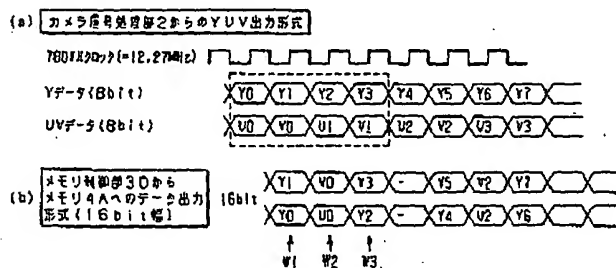 (a) カメラ信号処理部2からのYUV出力形式
780fHクロック(=12.27MHz)
Yデータ(8bit) Y0 Y1 Y2 Y3 Y4 Y5 Y6 Y7
UVデータ(8bit) U0 V0 U1 V1 U2 V2 U3 V3
(b) メモリ制御部3Dから
メモリ4Aへのデータ出力
形式(16bit幅)
16bit
Y1 V0 Y3 - Y5 V2 Y7
Y0 U0 Y2 - Y4 U2 Y6
W1 W2 W3